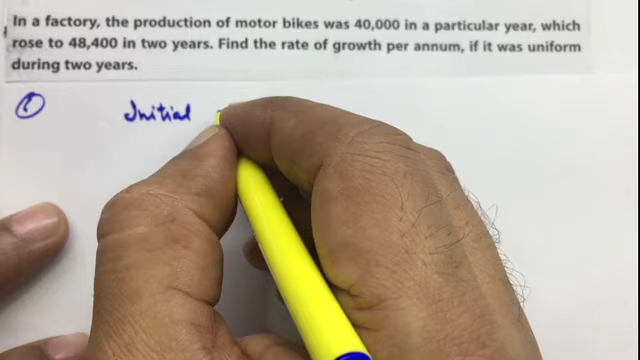 In a factory, the production of motor bikes was 40,000 in a particular year, which
rose to 48,400 in two years. Find the rate of growth per annum, if it was uniform
during two years.
Initial